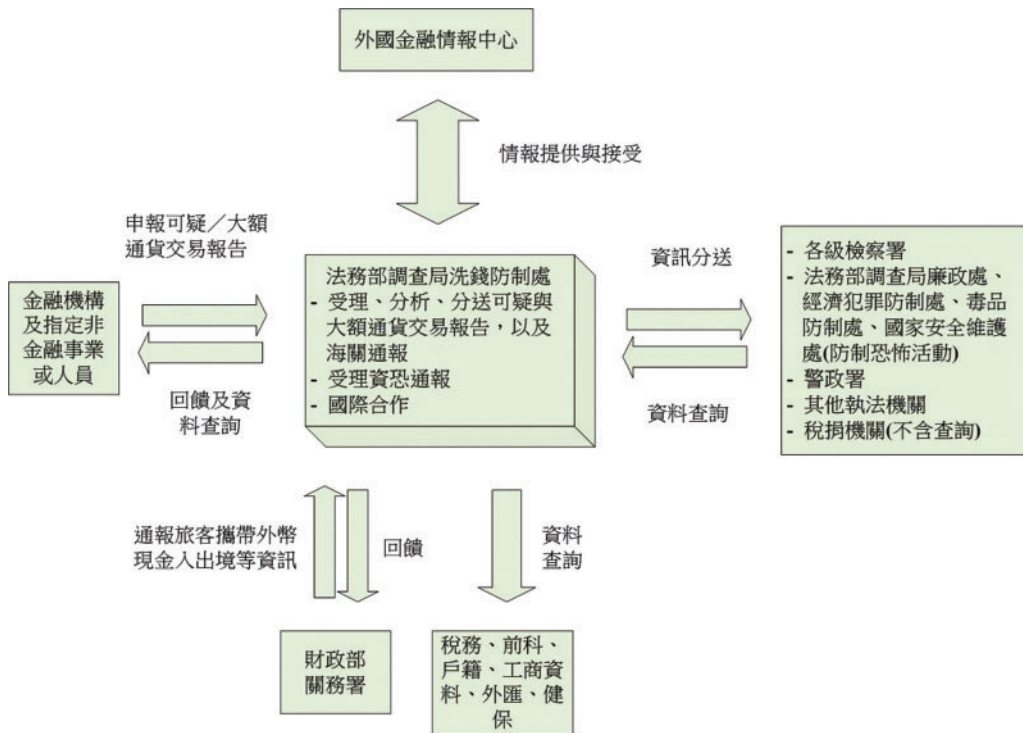 外國金融情報中心
情報提供與接受
申報可疑／大額
通貨交易報告
金融機構
及指定非
金融事業
或人員
回饋及資
料查詢
法務部調查局洗錢防制處
- 受理、分析、分送可疑與
大額通貨交易報告，以及
海關通報
- 受理資恐通報
- 國際合作
資訊分送
資料查詢
- 各級檢察署
- 法務部調查局廉政處、
經濟犯罪防制處、毒品
防制處、國家安全維護
處(防制恐怖活動)
- 警政署
- 其他執法機關
- 稅捐機關(不含查詢)
通報旅客攜帶外幣
現金入出境等資訊
回饋
資料
查詢
財政部
關務署
稅務、前科、
戶籍、工商資
料、外匯、健
保